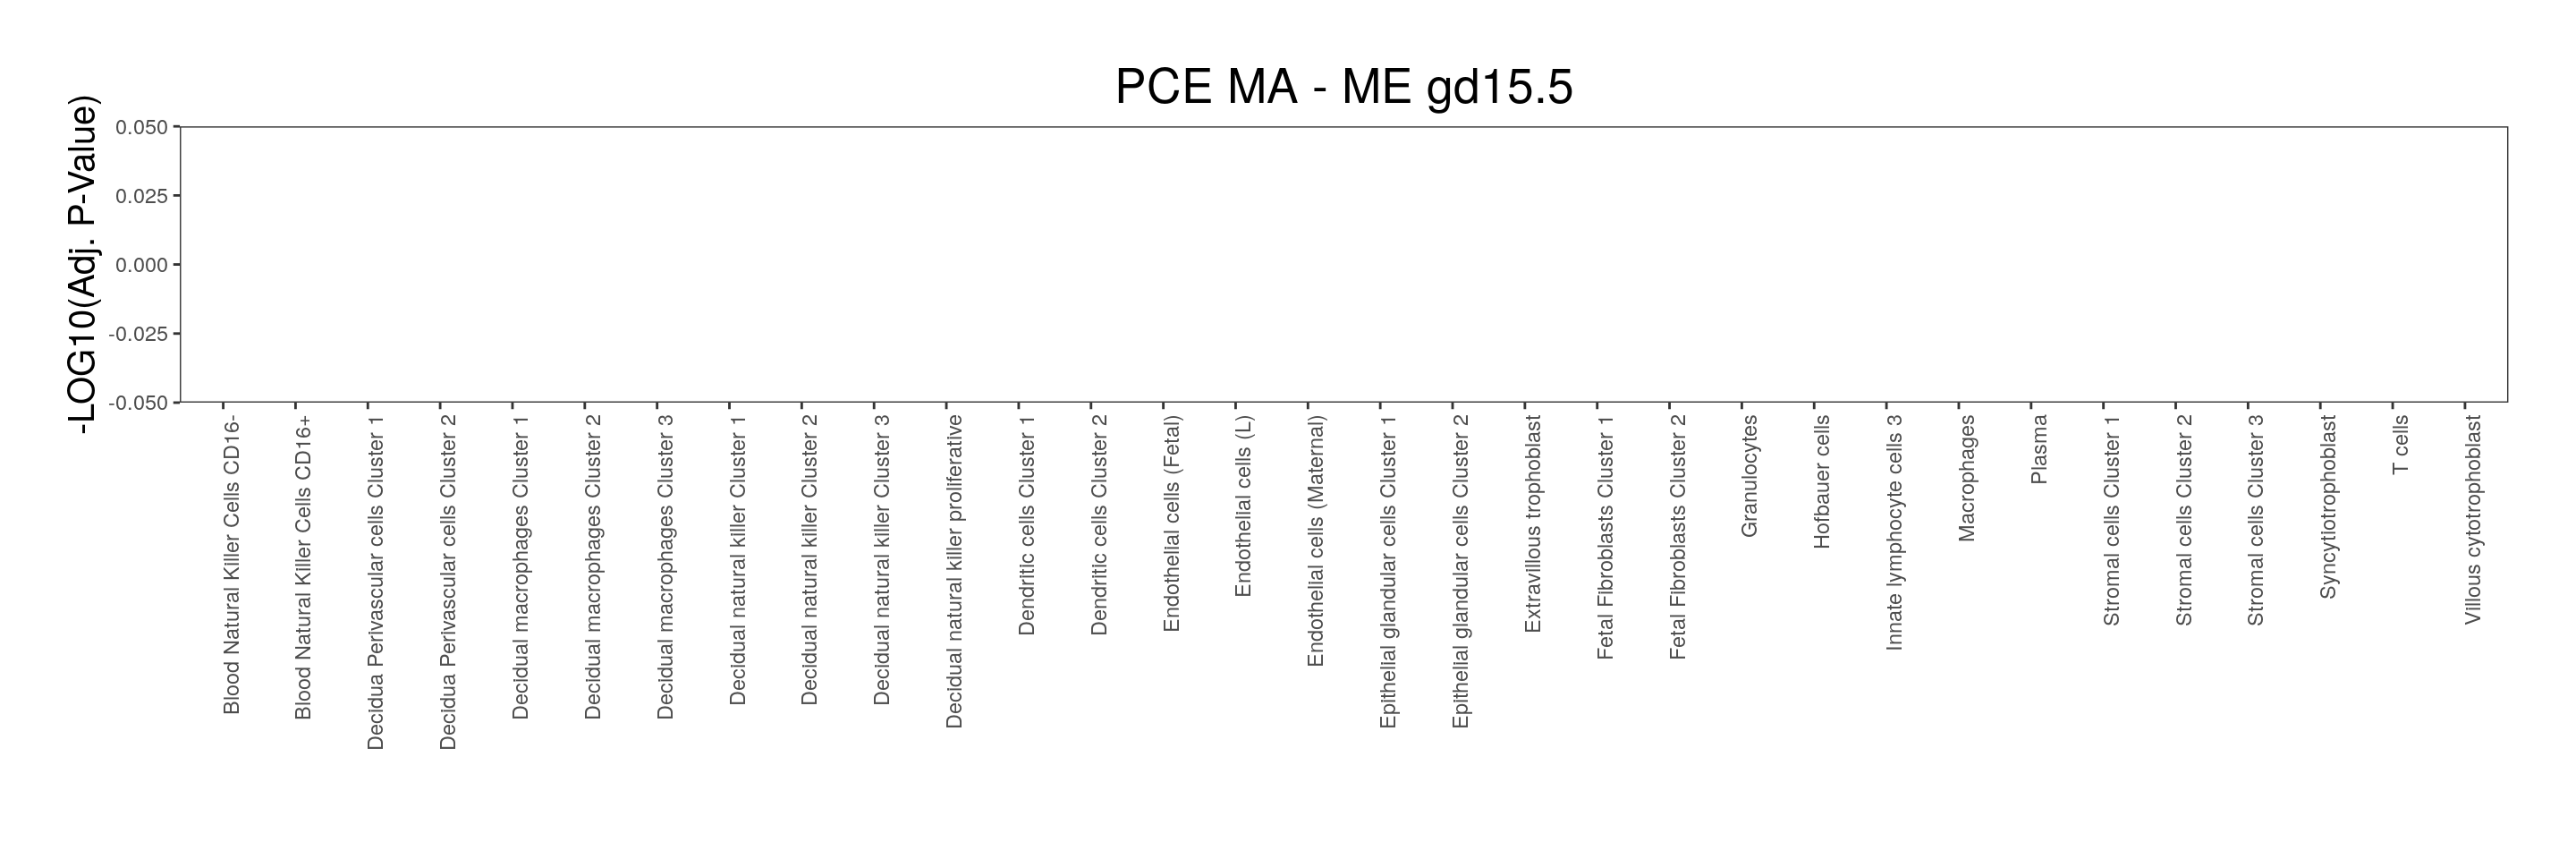 PCE MA - ME gd15.5
-LOG10(Adj. P-Value)
0.050
0.025
0.000
-0.025
-0.050
Blood Natural Killer Cells CD16-
Blood Natural Killer Cells CD16+
Decidua Perivascular cells Cluster 1
Decidua Perivascular cells Cluster 2
Decidual macrophages Cluster 1
Decidual macrophages Cluster 2
Decidual macrophages Cluster 3
Decidual natural killer Cluster 1
Decidual natural killer Cluster 2
Decidual natural killer Cluster 3
Decidual natural killer proliferative
Dendritic cells Cluster 1
Dendritic cells Cluster 2
Endothelial cells (Fetal)
Endothelial cells (L)
Endothelial cells (Maternal)
Epithelial glandular cells Cluster 1
Epithelial glandular cells Cluster 2
Extravillous trophoblast
Fetal Fibroblasts Cluster 1
Fetal Fibroblasts Cluster 2
Granulocytes
Hofbauer cells
Innate lymphocyte cells 3
Macrophages
Plasma
Stromal cells Cluster 1
Stromal cells Cluster 2
Stromal cells Cluster 3
Syncytiotrophoblast
T cells
Villous cytotrophoblast